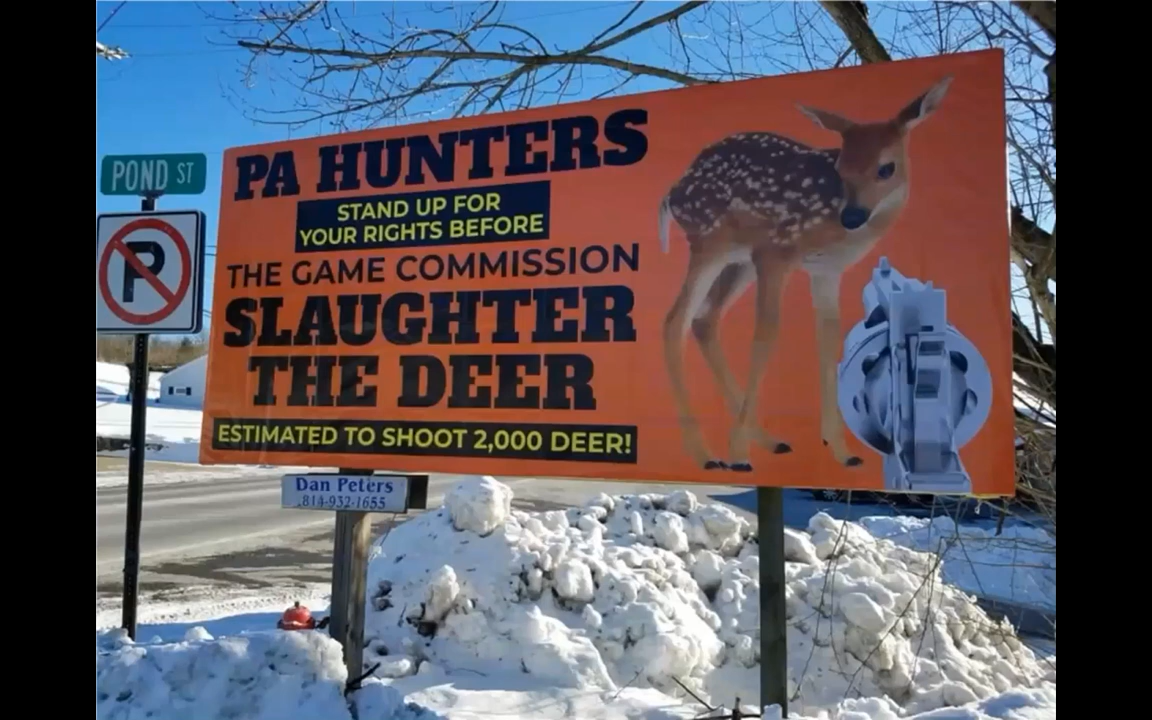 POND ST
P
PA HUNTERS
STAND UP FOR
YOUR RIGHTS BEFORE
THE GAME COMMISSION
SLAUGHTER
THE DEER
ESTIMATED TO SHOOT 2,000 DEER!
Dan Peters
814-932-1655